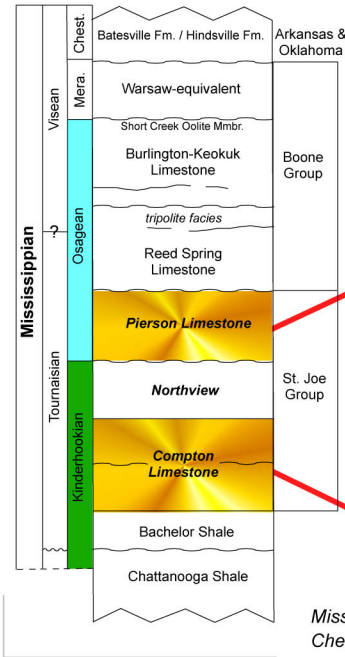 Chest.
Batesville Fm. / Hindsville Fm.
Arkansas &
Oklahoma
Mera.
Warsaw-equivalent
Visean
Short Creek Oolite Mmbr.
Burlington-Keokuk
Limestone
Boone
Group
Osagean
tripolite facies
?
Reed Spring
Limestone
Mississippian
Pierson Limestone
Tournaisian
Northview
St. Joe
Group
Kinderhookian
Compton
Limestone
Bachelor Shale
Chattanooga Shale
Miss
Che